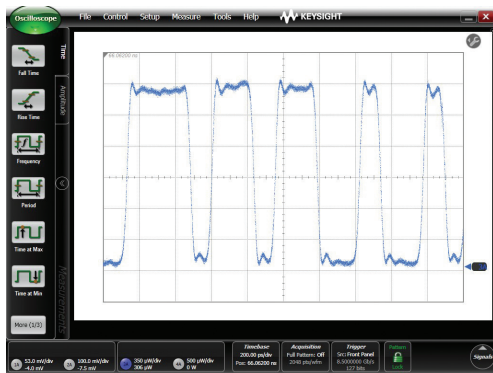 Oscilloscope
File Control Setup Measure Tools Help
KEYSIGHT
Time
Amplitude
Measurements
Fall Time
Rise Time
Frequency
Period
Time at Max
Time at Min
More (1/3)
66.06200 ns
1A
53.0 mV/div
-4.0 mV
2A
100.0 mV/div
-7.5 mV
350 µW/div
306 µW
4A
500 µW/div
0 W
Timebase
200.00 ps/div
Pos: 66.06200 ns
Acquisition
Full Pattern: Off
2048 pts/wfm
Trigger
Src: Front Panel
8.5000000 Gb/s
127 bits
Pattern
Lock
Signals